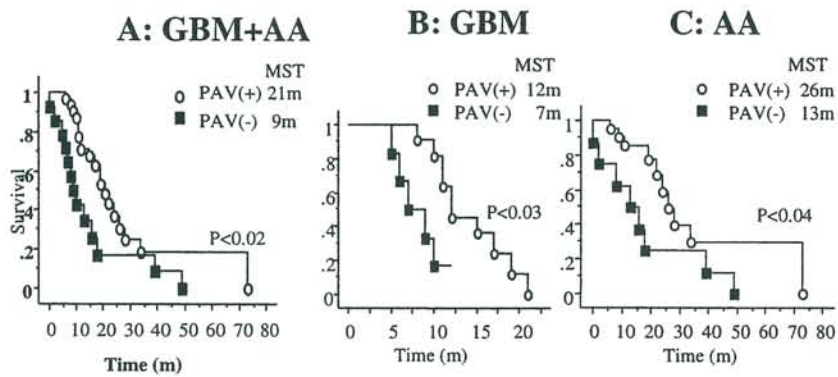 A: GBM+AA
MST
PAV(+) 21m
PAV(-) 9m
Survival
1
.8
.6
.4
.2
0
P<0.02
0 10 20 30 40 50 60 70 80
Time (m)
B: GBM
MST
PAV(+) 12m
PAV(-) 7m
1
.8
.6
.4
.2
0
P<0.03
0 5 10 15 20
Time (m)
C: AA
MST
PAV(+) 26m
PAV(-) 13m
1
.8
.6
.4
.2
0
P<0.04
0 10 20 30 40 50 60 70 80
Time (m)